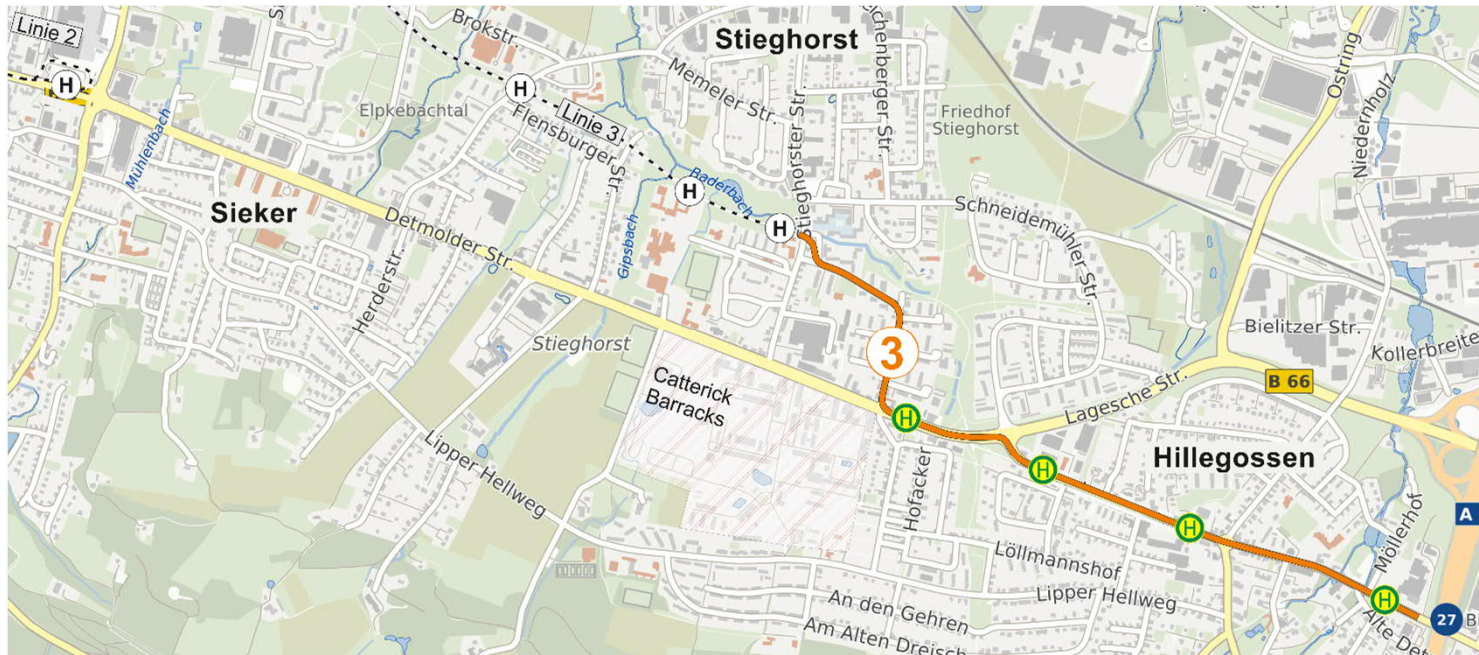 Linie 2
Brokstr.
Stieghorst
Memeler Str.
Ostring
Niedernholz
Elpkebachtal
Linie 3
Flensburger Str.
Friedhof
Stieghorst
Mühlenbach
Baderbach
Stieghorster Str.
Sieker
Detmolder Str.
Gipsbach
Schneidemühler Str.
Herderstr.
Stieghorst
3
Bielitzer Str.
Kollerbreite
Catterick
Barracks
Lagesche Str.
B 66
Lipper Hellweg
Hofacker
Hillegossen
A
Möllerhof
Löllmannshof
Lipper Hellweg
An den Gehren
Am Alten Dreisch
Alte Det
27
H
H
H
H
H
H
H
H